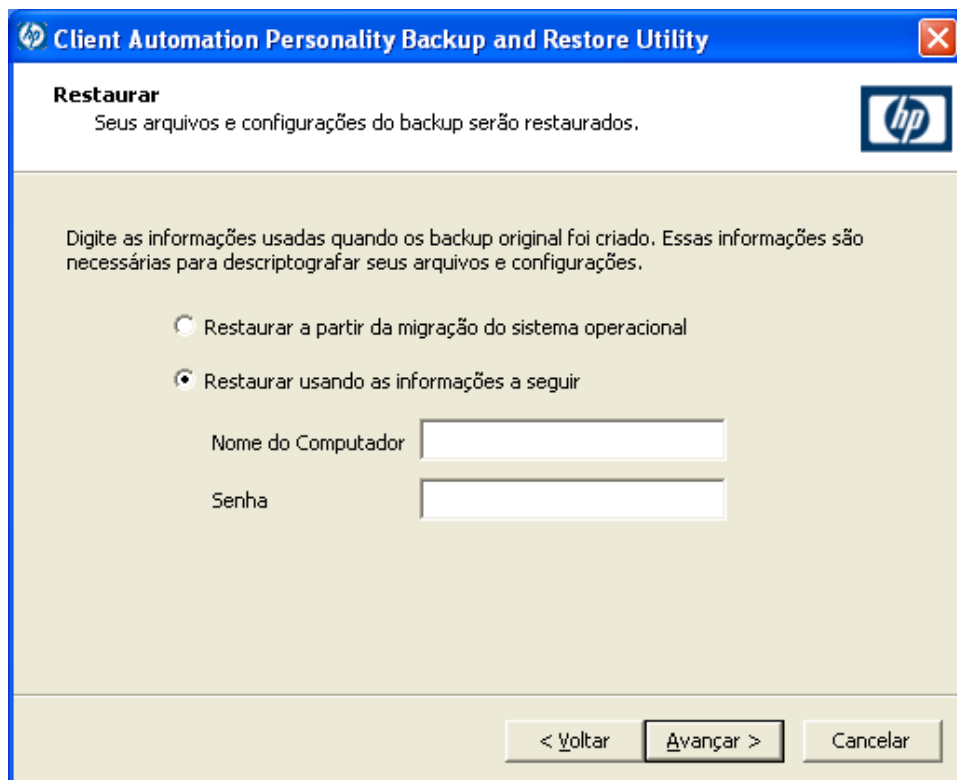 hp Client Automation Personality Backup and Restore Utility
Restaurar
Seus arquivos e configurações do backup serão restaurados.
hp
Digite as informações usadas quando os backup original foi criado. Essas informações são
necessárias para descriptografar seus arquivos e configurações.
Restaurar a partir da migração do sistema operacional
Restaurar usando as informações a seguir
Nome do Computador
Senha
< Voltar
Avançar >
Cancelar